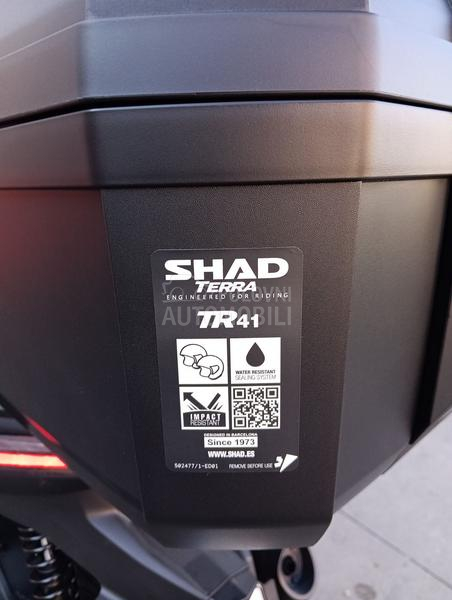 SHAD
TERRA
ENGINEERED FOR RIDING
POLOVNI
AUTOMOBILI
TR41
WATER RESISTANT
SEALING SYSTEM
IMPACT
RESISTANT
DESIGNED IN BARCELONA
Since 1973
WWW.SHAD.ES
502477/1-ED01 REMOVE BEFORE USE